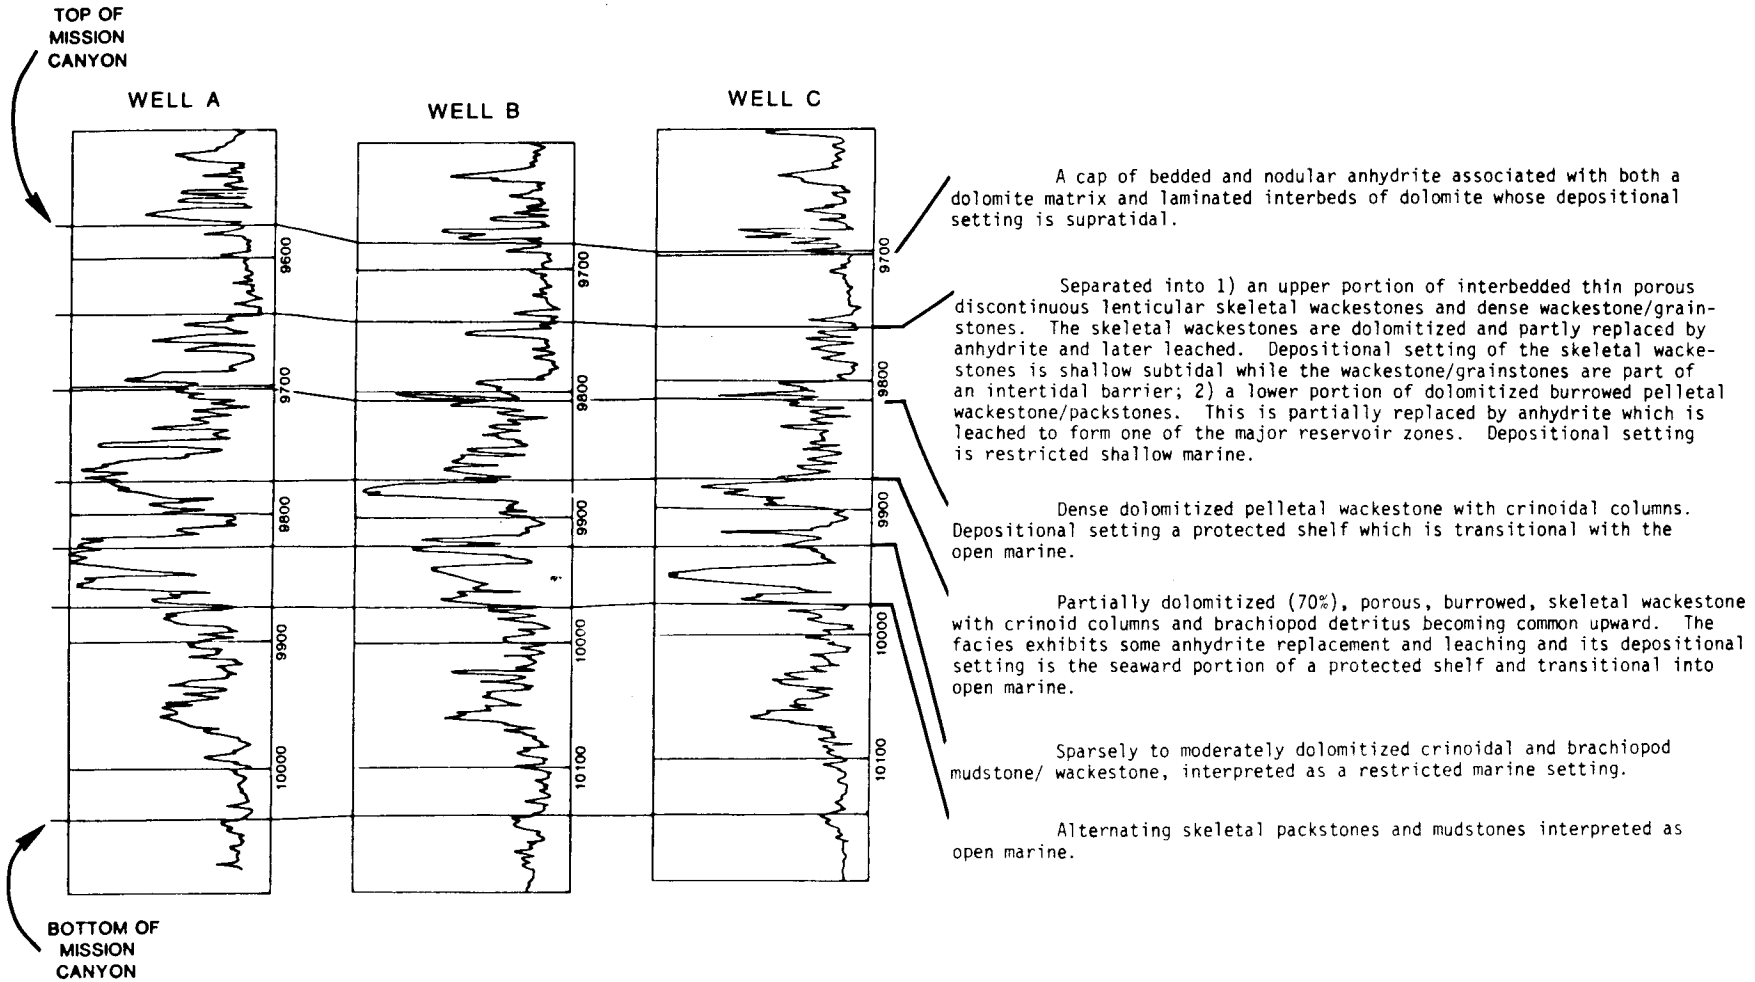 TOP OF
MISSION
CANYON
WELL A
WELL B
WELL C
9600
9700
9800
9900
10000
9700
9800
9900
10000
10100
9700
9800
9900
10000
10100
A cap of bedded and nodular anhydrite associated with both a
dolomite matrix and laminated interbeds of dolomite whose depositional
setting is supratidal.
Separated into 1) an upper portion of interbedded thin porous
discontinuous lenticular skeletal wackestones and dense wackestone/grain-
stones. The skeletal wackestones are dolomitized and partly replaced by
anhydrite and later leached. Depositional setting of the skeletal wacke-
stones is shallow subtidal while the wackestone/grainstones are part of
an intertidal barrier; 2) a lower portion of dolomitized burrowed pelletal
wackestone/packstones. This is partially replaced by anhydrite which is
leached to form one of the major reservoir zones. Depositional setting
is restricted shallow marine.
Dense dolomitized pelletal wackestone with crinoidal columns.
Depositional setting a protected shelf which is transitional with the
open marine.
Partially dolomitized (70%), porous, burrowed, skeletal wackestone
with crinoid columns and brachiopod detritus becoming common upward. The
facies exhibits some anhydrite replacement and leaching and its depositional
setting is the seaward portion of a protected shelf and transitional into
open marine.
Sparsely to moderately dolomitized crinoidal and brachiopod
mudstone/ wackestone, interpreted as a restricted marine setting.
Alternating skeletal packstones and mudstones interpreted as
open marine.
BOTTOM OF
MISSION
CANYON